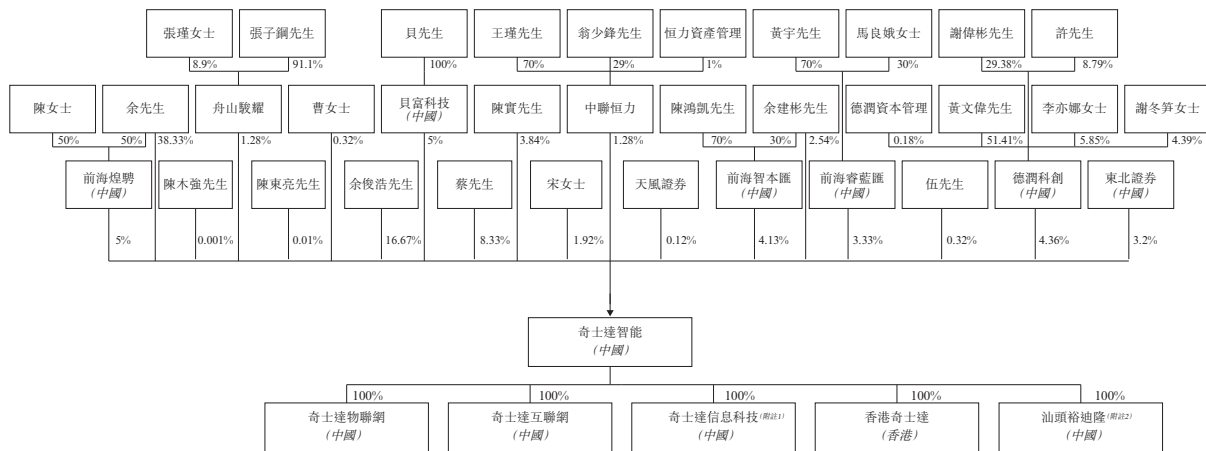 張瑾女士
張子鋼先生
貝先生
王瑾先生
翁少鋒先生
恒力資產管理
黃宇先生
馬良娥女士
謝偉彬先生
許先生
8.9%
91.1%
100%
70%
29%
1%
70%
30%
29.38%
8.79%
陳女士
余先生
舟山駿耀
曹女士
貝富科技
(中國)
陳實先生
中聯恒力
陳鴻凱先生
余建彬先生
德潤資本管理
黃文偉先生
李亦娜女士
謝冬筍女士
50%
50%
38.33%
1.28%
0.32%
5%
3.84%
1.28%
70%
30%
2.54%
0.18%
51.41%
5.85%
4.39%
前海煌騁
(中國)
陳木強先生
陳東亮先生
余俊浩先生
蔡先生
宋女士
天風證券
前海智本匯
(中國)
前海睿藍匯
(中國)
伍先生
德潤科創
(中國)
東北證券
(中國)
5%
0.001%
0.01%
16.67%
8.33%
1.92%
0.12%
4.13%
3.33%
0.32%
4.36%
3.2%
奇士達智能
(中國)
100%
100%
100%
100%
100%
奇士達物聯網
(中國)
奇士達互聯網
(中國)
奇士達信息科技(附註1)
(中國)
香港奇士達
(香港)
汕頭裕迪隆(附註2)
(中國)